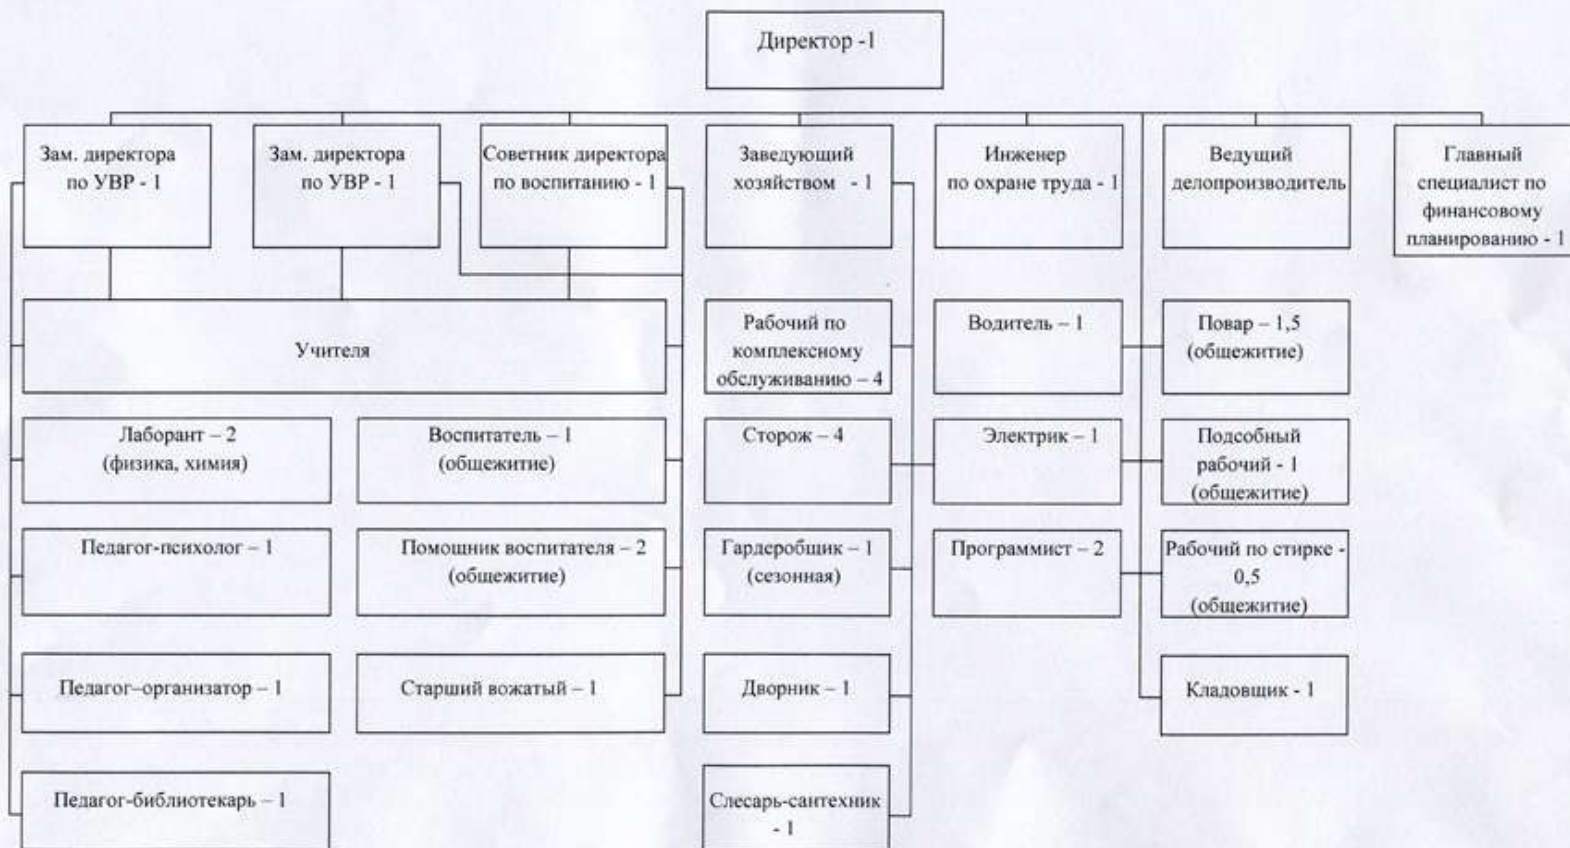 Директор -1
Зам. директора
по УВР - 1
Зам. директора
по УВР - 1
Советник директора
по воспитанию - 1
Заведующий
хозяйством - 1
Инженер
по охране труда - 1
Ведущий
делопроизводитель
Главный
специалист по
финансовому
планированию - 1
Учителя
Рабочий по
комплексному
обслуживанию – 4
Водитель – 1
Повар – 1,5
(общежитие)
Лаборант – 2
(физика, химия)
Воспитатель – 1
(общежитие)
Сторож – 4
Электрик – 1
Подсобный
рабочий - 1
(общежитие)
Педагог-психолог – 1
Помощник воспитателя – 2
(общежитие)
Гардеробщик – 1
(сезонная)
Программист – 2
Рабочий по стирке -
0,5
(общежитие)
Педагог–организатор – 1
Старший вожатый – 1
Дворник – 1
Кладовщик - 1
Педагог-библиотекарь – 1
Слесарь-сантехник
- 1